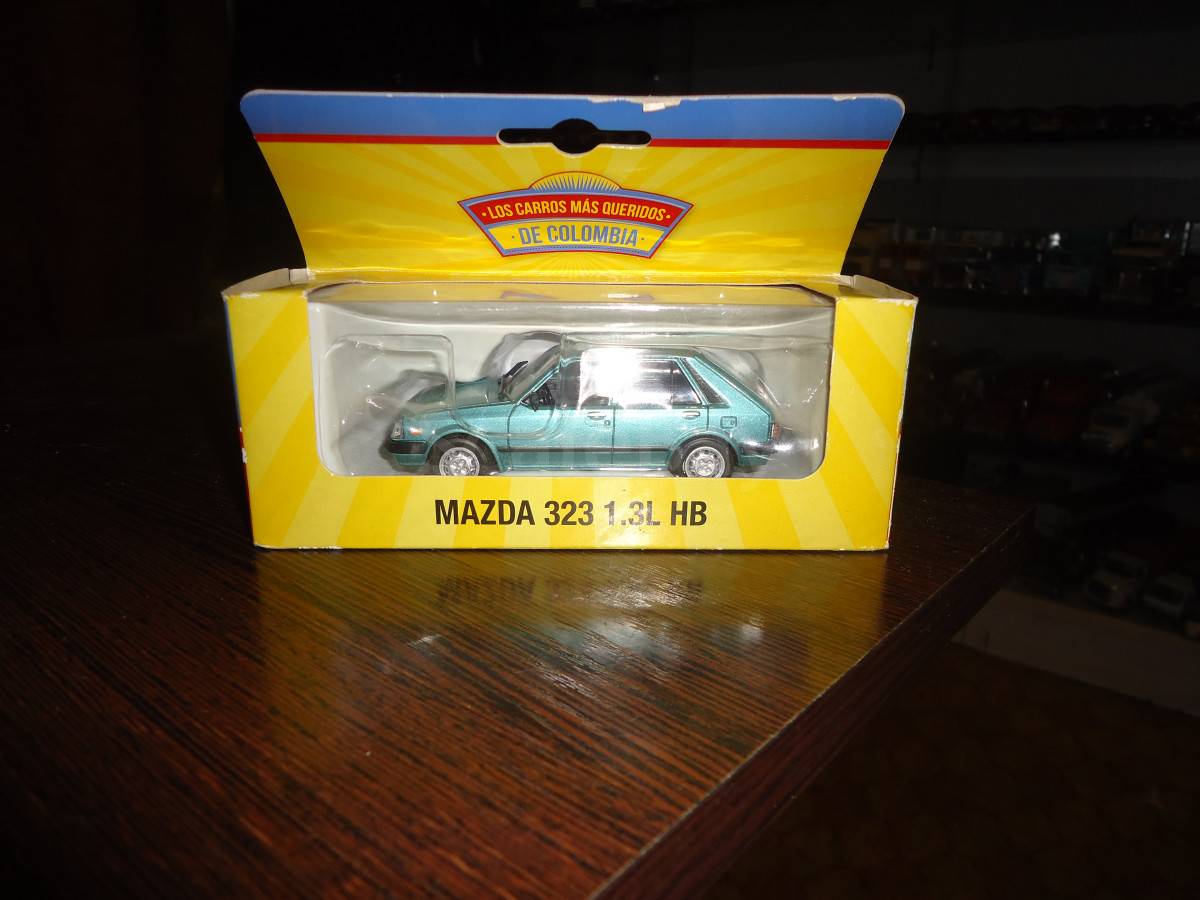 · LOS CARROS MÁS QUERIDOS ·
· DE COLOMBIA ·
MAZDA 323 1.3L HB